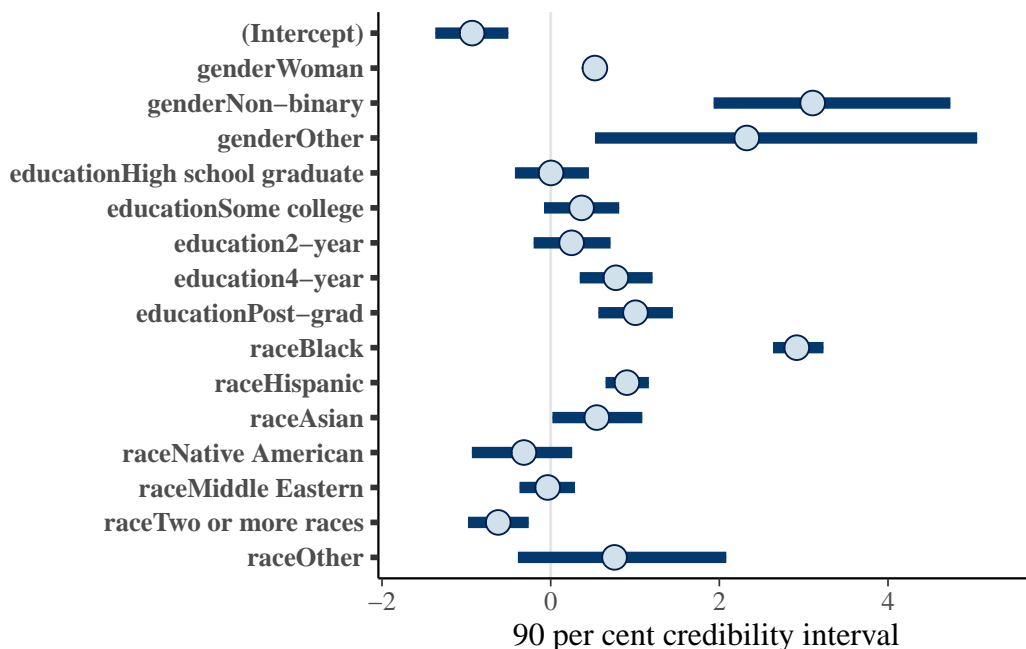 (Intercept)
genderWoman
genderNon−binary
genderOther
educationHigh school graduate
educationSome college
education2−year
education4−year
educationPost−grad
raceBlack
raceHispanic
raceAsian
raceNative American
raceMiddle Eastern
raceTwo or more races
raceOther
−2 0 2 4
90 per cent credibility interval